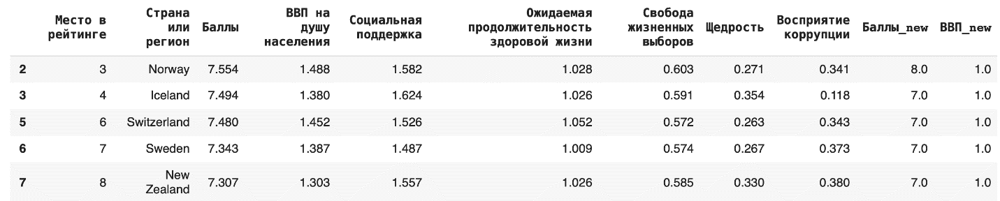 Место в рейтинге Страна или регион Баллы ВВП на душу населения Социальная поддержка Ожидаемая продолжительность здоровой жизни Свобода жизненных выборов Щедрость Восприятие коррупции Баллы_new ВВП_new
2 3 Norway 7.554 1.488 1.582 1.028 0.603 0.271 0.341 8.0 1.0
3 4 Iceland 7.494 1.380 1.624 1.026 0.591 0.354 0.118 7.0 1.0
5 6 Switzerland 7.480 1.452 1.526 1.052 0.572 0.263 0.343 7.0 1.0
6 7 Sweden 7.343 1.387 1.487 1.009 0.574 0.267 0.373 7.0 1.0
7 8 New Zealand 7.307 1.303 1.557 1.026 0.585 0.330 0.380 7.0 1.0